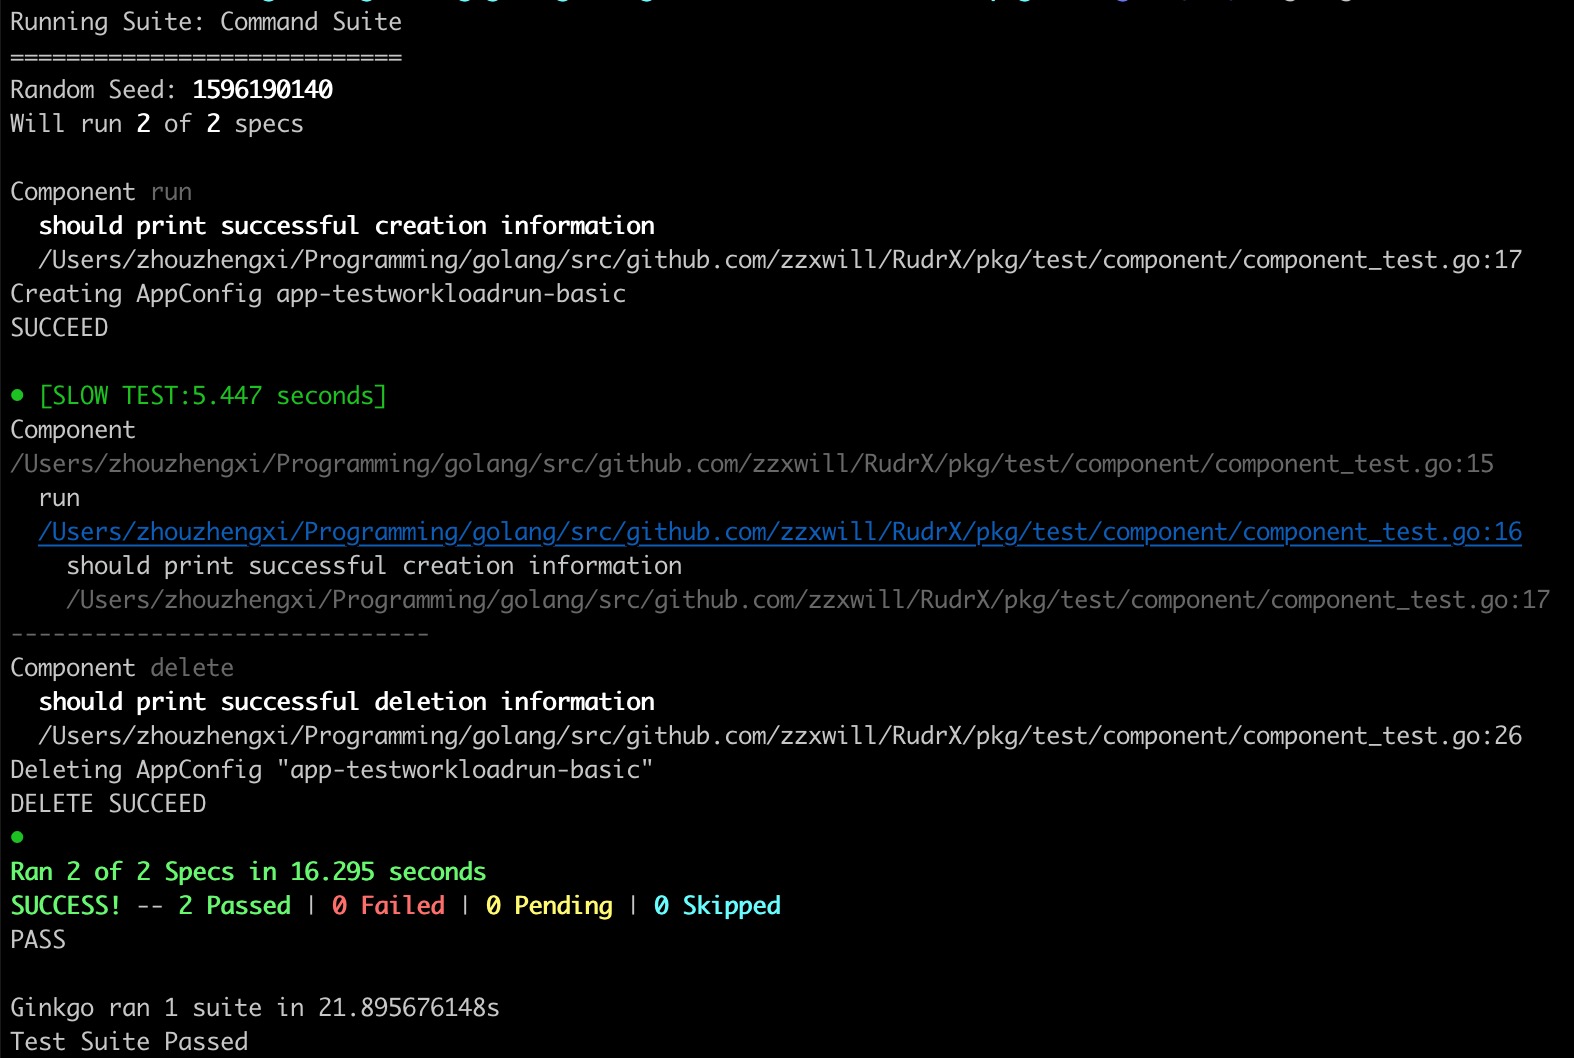 Running Suite: Command Suite
============================
Random Seed: 1596190140
Will run 2 of 2 specs
Component run
should print successful creation information
/Users/zhouzhengxi/Programming/golang/src/github.com/zzxwill/RudrX/pkg/test/component/component_test.go:17
Creating AppConfig app-testworkloadrun-basic
SUCCEED
• [SLOW TEST:5.447 seconds]
Component
/Users/zhouzhengxi/Programming/golang/src/github.com/zzxwill/RudrX/pkg/test/component/component_test.go:15
run
/Users/zhouzhengxi/Programming/golang/src/github.com/zzxwill/RudrX/pkg/test/component/component_test.go:16
should print successful creation information
/Users/zhouzhengxi/Programming/golang/src/github.com/zzxwill/RudrX/pkg/test/component/component_test.go:17
------------------------------
Component delete
should print successful deletion information
/Users/zhouzhengxi/Programming/golang/src/github.com/zzxwill/RudrX/pkg/test/component/component_test.go:26
Deleting AppConfig "app-testworkloadrun-basic"
DELETE SUCCEED
•
Ran 2 of 2 Specs in 16.295 seconds
SUCCESS! -- 2 Passed | 0 Failed | 0 Pending | 0 Skipped
PASS
Ginkgo ran 1 suite in 21.895676148s
Test Suite Passed